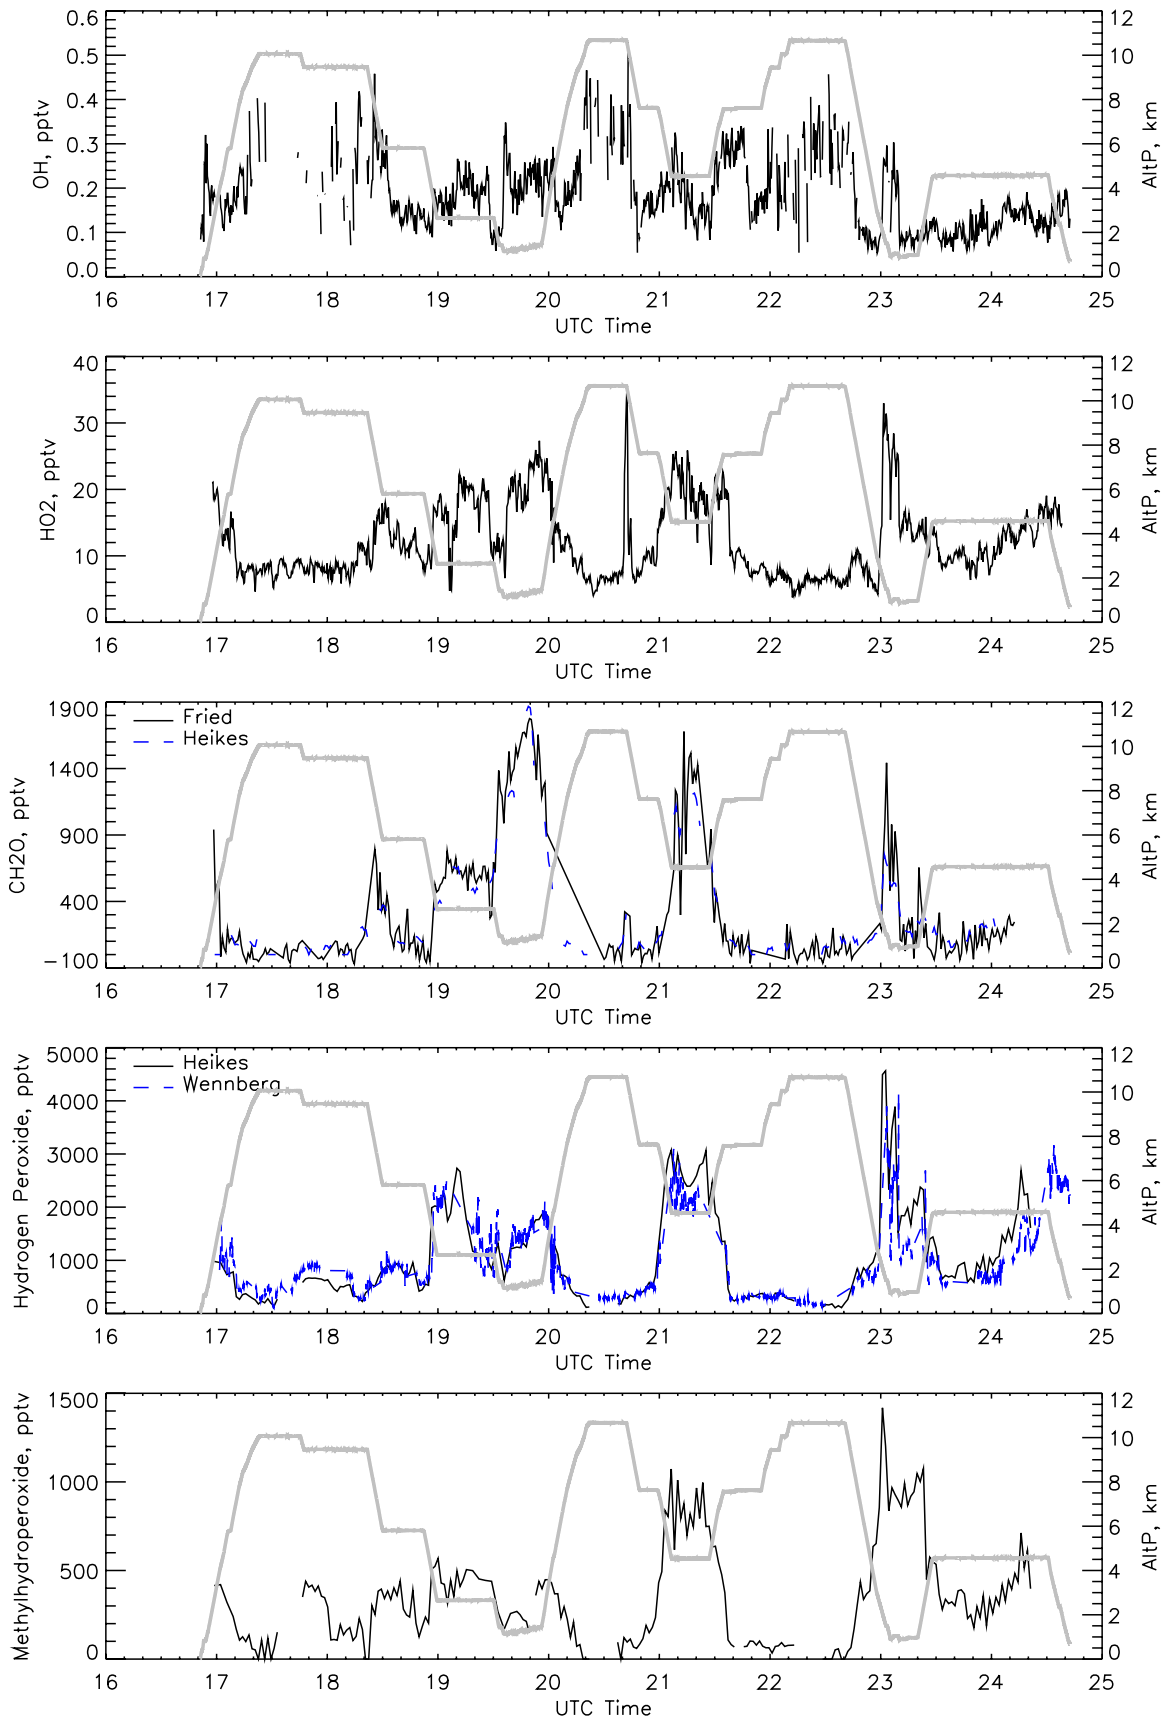 OH, pptv
0.6
0.5
0.4
0.3
0.2
0.1
0.0
12
10
8
6
4
2
0
AltP, km
16 17 18 19 20 21 22 23 24 25
UTC Time
HO2, pptv
40
30
20
10
0
12
10
8
6
4
2
0
AltP, km
16 17 18 19 20 21 22 23 24 25
UTC Time
CH2O, pptv
1900
1400
900
400
−100
Fried
Heikes
12
10
8
6
4
2
0
AltP, km
16 17 18 19 20 21 22 23 24 25
UTC Time
Hydrogen Peroxide, pptv
5000
4000
3000
2000
1000
0
Heikes
Wennberg
12
10
8
6
4
2
0
AltP, km
16 17 18 19 20 21 22 23 24 25
UTC Time
Methylhydroperoxide, pptv
1500
1000
500
0
12
10
8
6
4
2
0
AltP, km
16 17 18 19 20 21 22 23 24 25
UTC Time